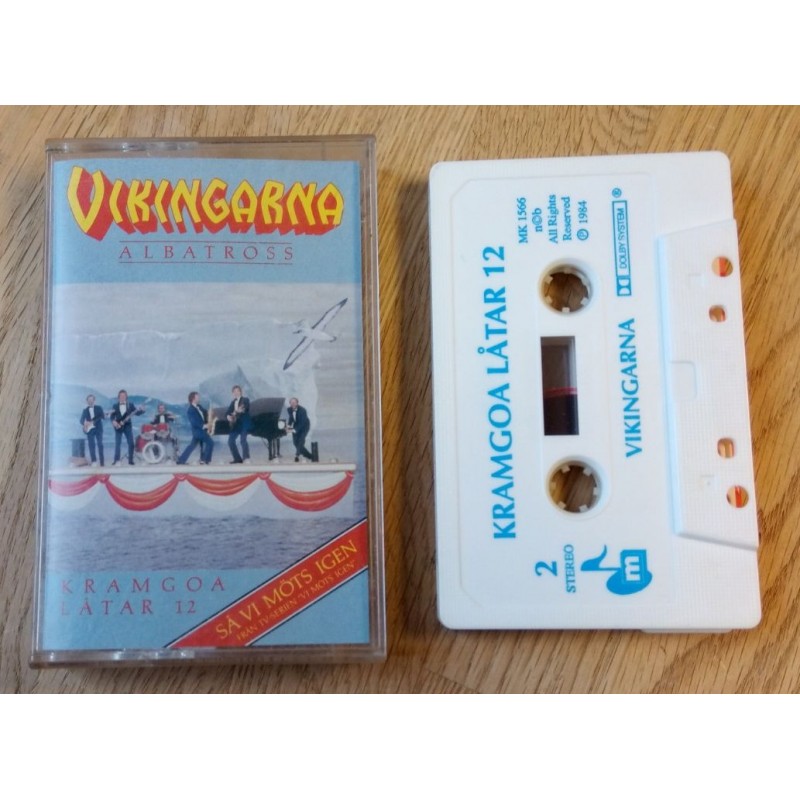 VIKINGARNA
ALBATROSS
KRAMGOA
LÅTAR 12
SÅ VI MÖTS IGEN
FRÅN TV-SERIEN "VI MÖTS IGEN"
KRAMGOA LÅTAR 12
MK 1566
n©b
All Rights
Reserved
℗ 1984
VIKINGARNA
DOLBY SYSTEM ®
2
STEREO
m